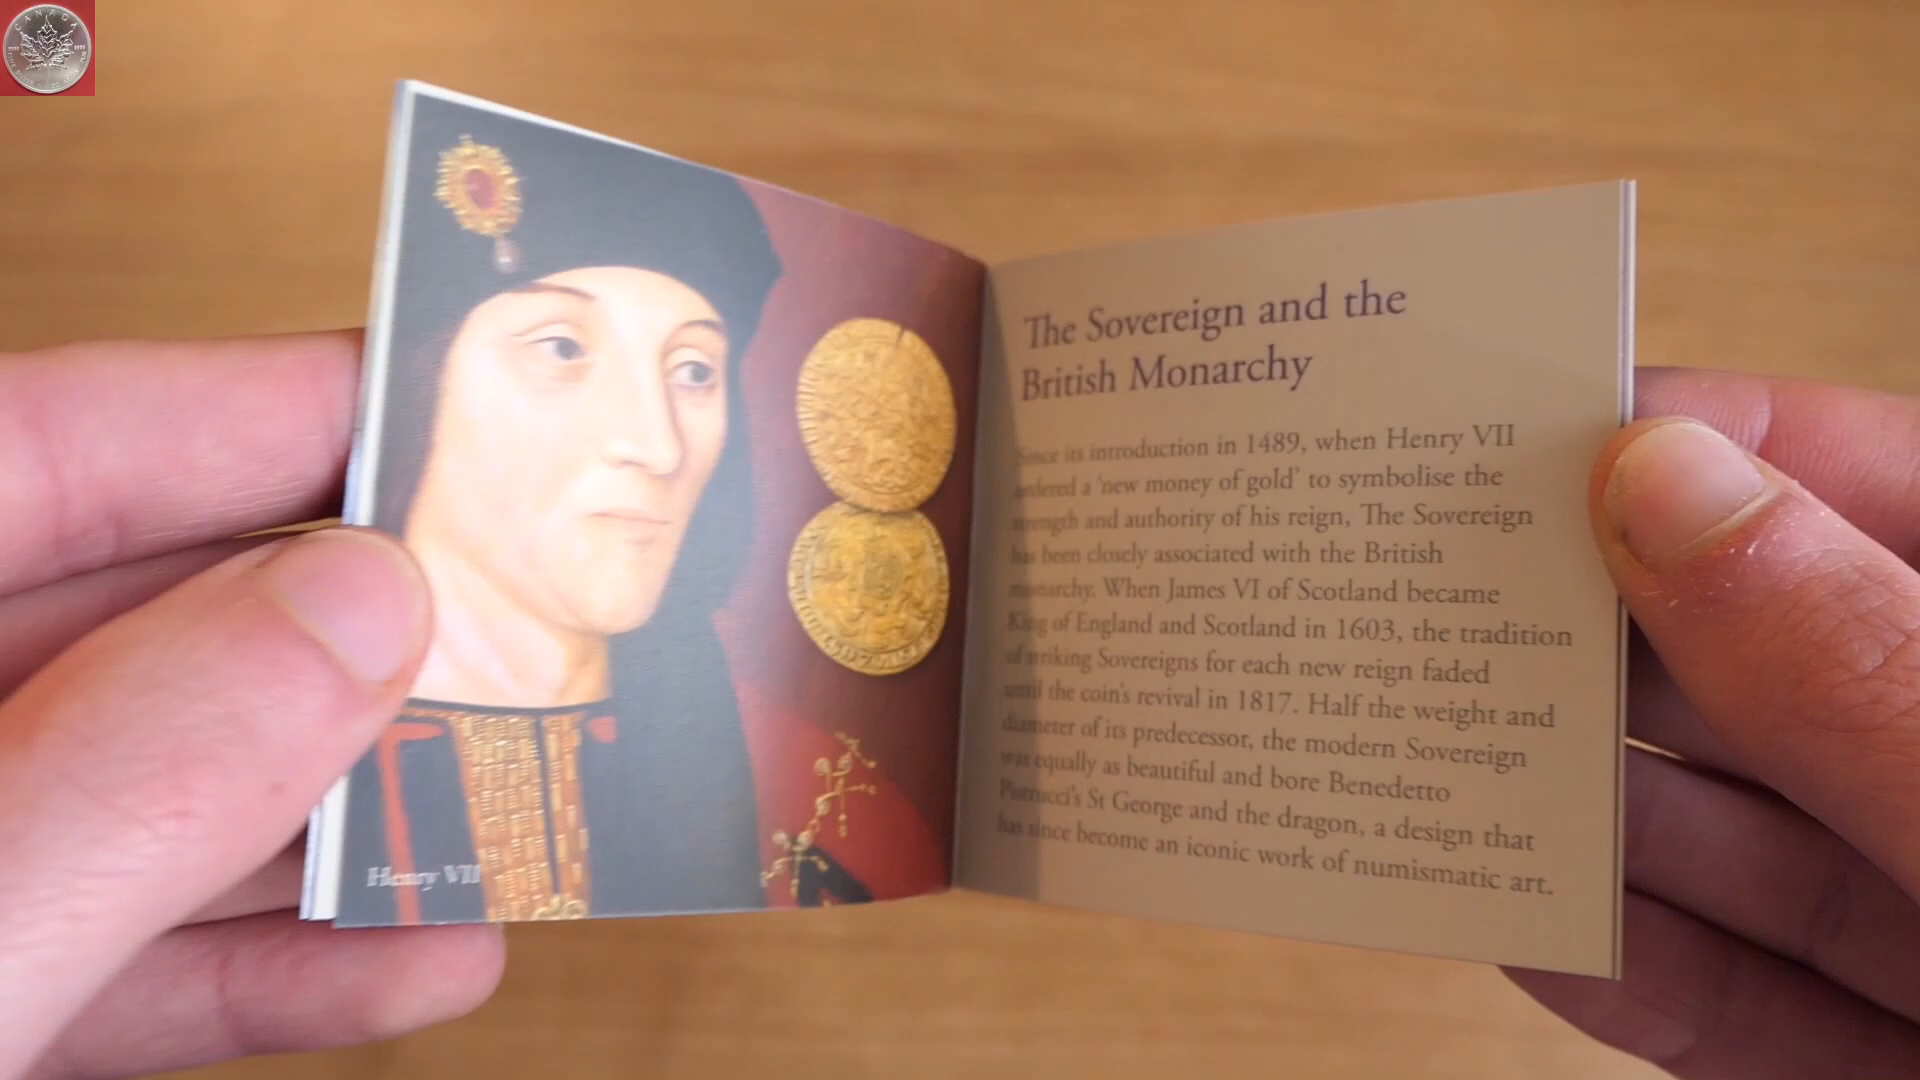 CANADA
Henry VII
The Sovereign and the
British Monarchy
Since its introduction in 1489, when Henry VII
ordered a 'new money of gold' to symbolise the
strength and authority of his reign, The Sovereign
has been closely associated with the British
monarchy. When James VI of Scotland became
King of England and Scotland in 1603, the tradition
of striking Sovereigns for each new reign faded
until the coin's revival in 1817. Half the weight and
diameter of its predecessor, the modern Sovereign
was equally as beautiful and bore Benedetto
Pistrucci's St George and the dragon, a design that
has since become an iconic work of numismatic art.